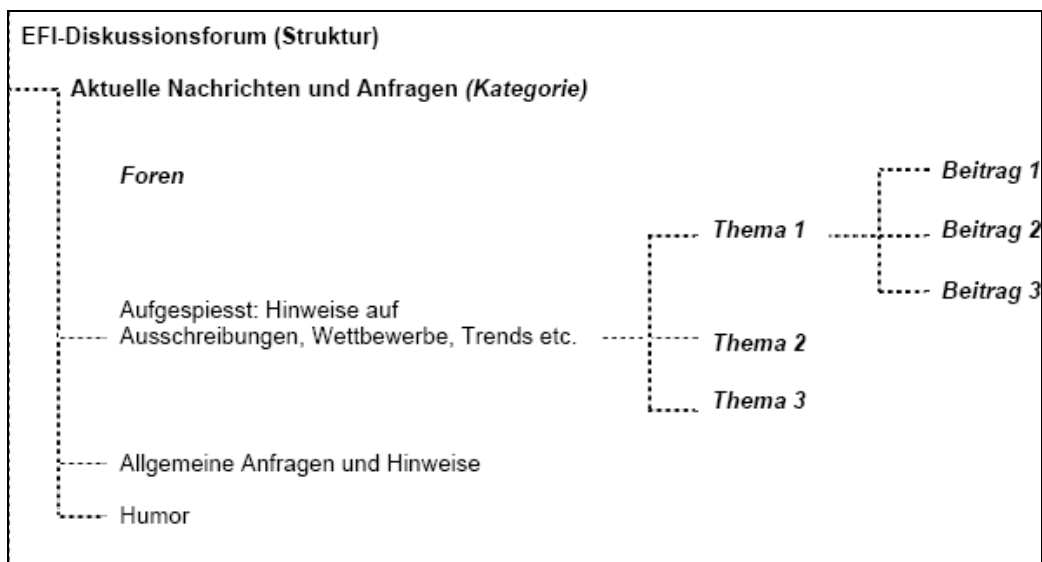 EFI-Diskussionsforum (Struktur)
Aktuelle Nachrichten und Anfragen (Kategorie)
Foren
Beitrag 1
Thema 1
Beitrag 2
Beitrag 3
Aufgespiesst: Hinweise auf
Ausschreibungen, Wettbewerbe, Trends etc.
Thema 2
Thema 3
Allgemeine Anfragen und Hinweise
Humor